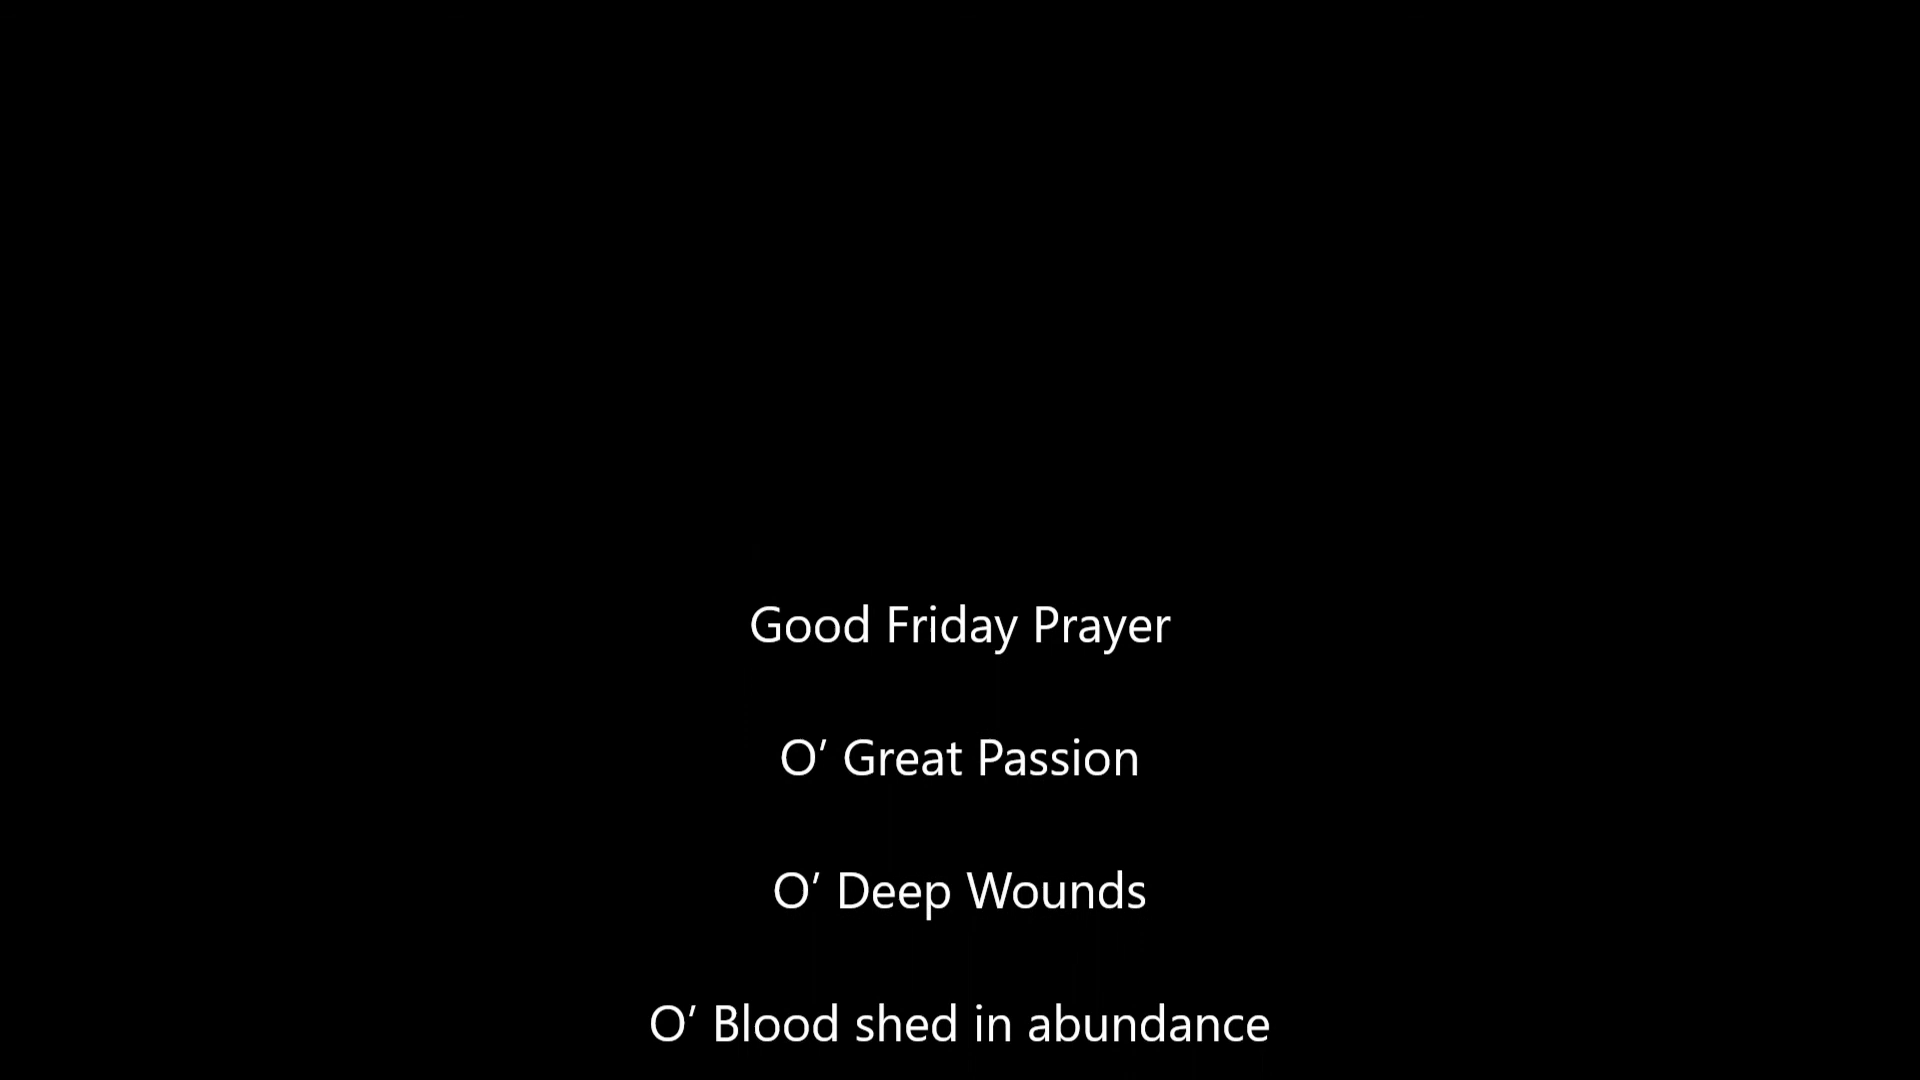 Good Friday Prayer
O’ Great Passion
O’ Deep Wounds
O’ Blood shed in abundance